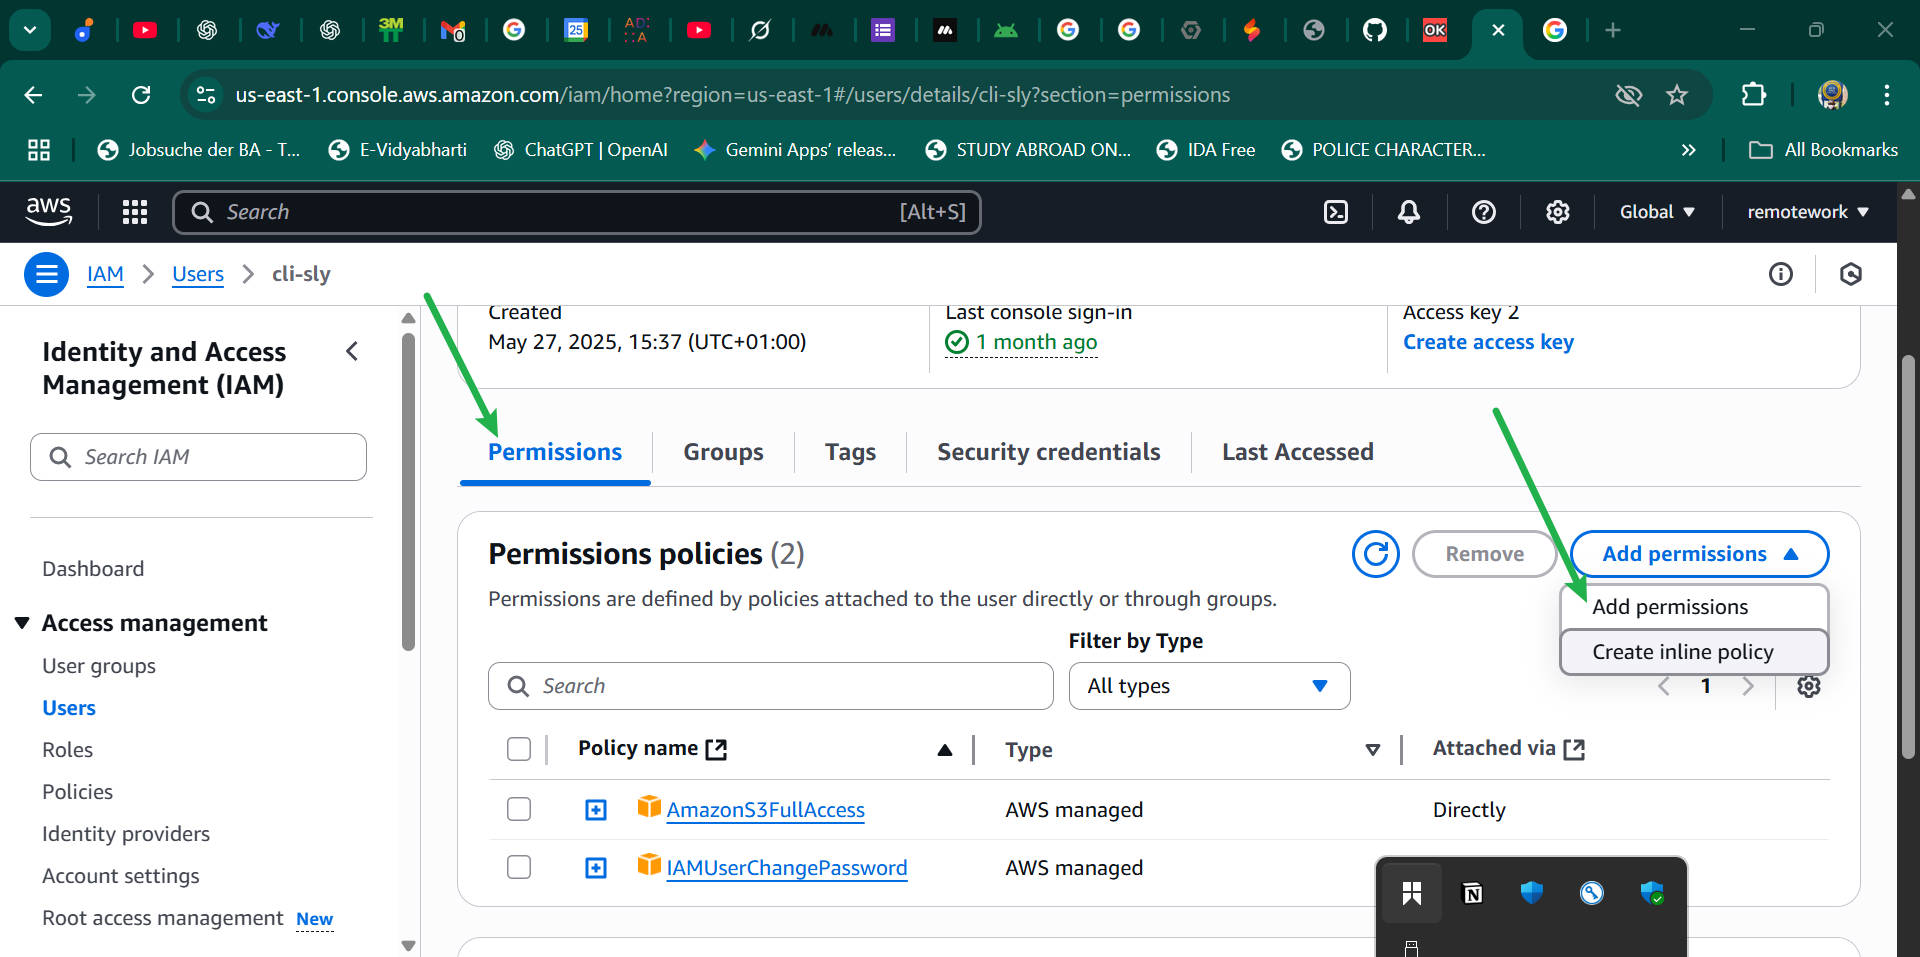 us-east-1.console.aws.amazon.com/iam/home?region=us-east-1#/users/details/cli-sly?section=permissions
Jobsuche der BA - T...
E-Vidyabharti
ChatGPT | OpenAI
Gemini Apps' releas...
STUDY ABROAD ON...
IDA Free
POLICE CHARACTER...
All Bookmarks
aws
Search
[Alt+S]
Global
remotework
IAM
Users
cli-sly
Identity and Access
Management (IAM)
Search IAM
Dashboard
Access management
User groups
Users
Roles
Policies
Identity providers
Account settings
Root access management New
Created
May 27, 2025, 15:37 (UTC+01:00)
Last console sign-in
1 month ago
Access key 2
Create access key
Permissions
Groups
Tags
Security credentials
Last Accessed
Permissions policies (2)
Remove
Add permissions
Permissions are defined by policies attached to the user directly or through groups.
Add permissions
Create inline policy
Filter by Type
Search
All types
1
Policy name
Type
Attached via
AmazonS3FullAccess
AWS managed
Directly
IAMUserChangePassword
AWS managed